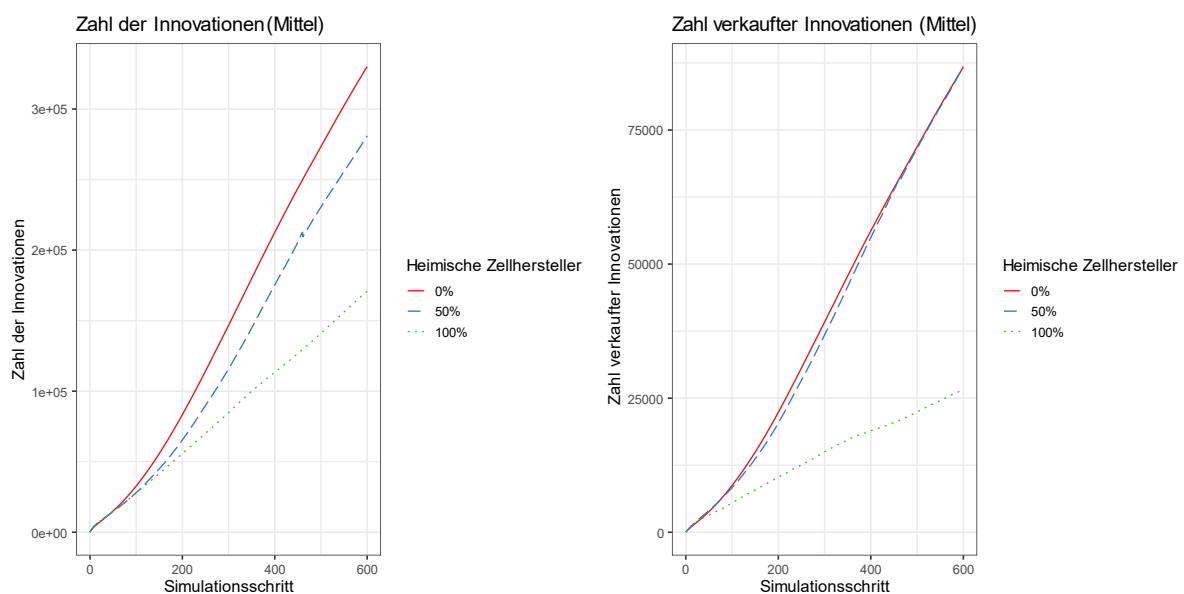 Zahl der Innovationen (Mittel)
3e+05
2e+05
1e+05
0e+00
Zahl der Innovationen
0
200
400
600
Simulationsschritt
Heimische Zellhersteller
0%
50%
100%
Zahl verkaufter Innovationen (Mittel)
75000
50000
25000
0
Zahl verkaufter Innovationen
0
200
400
600
Simulationsschritt
Heimische Zellhersteller
0%
50%
100%